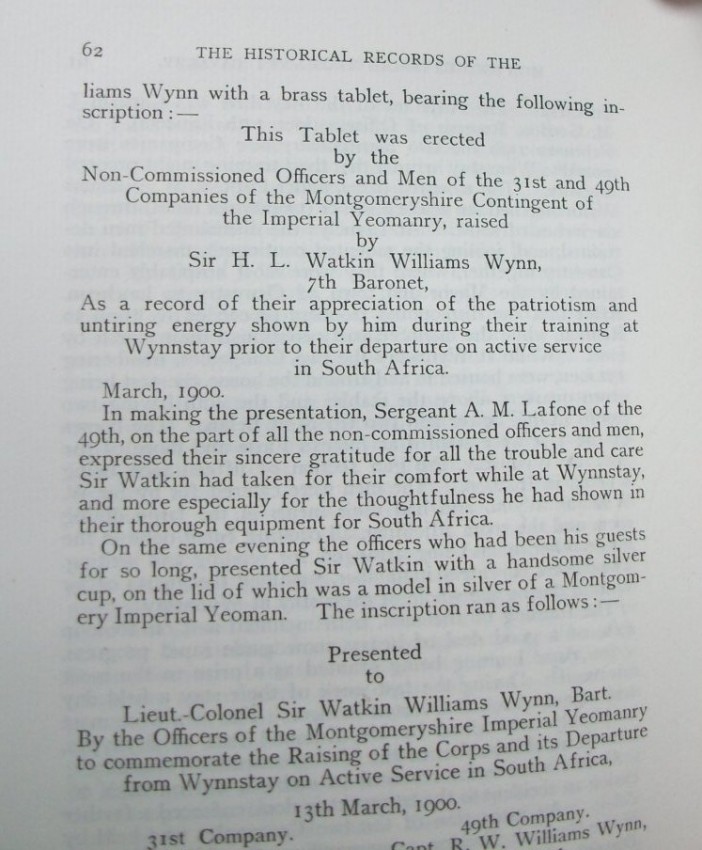 62 THE HISTORICAL RECORDS OF THE
liams Wynn with a brass tablet, bearing the following in-
scription :—
This Tablet was erected
by the
Non-Commissioned Officers and Men of the 31st and 49th
Companies of the Montgomeryshire Contingent of
the Imperial Yeomanry, raised
by
Sir H. L. Watkin Williams Wynn,
7th Baronet,
As a record of their appreciation of the patriotism and
untiring energy shown by him during their training at
Wynnstay prior to their departure on active service
in South Africa.
March, 1900.
In making the presentation, Sergeant A. M. Lafone of the
49th, on the part of all the non-commissioned officers and men,
expressed their sincere gratitude for all the trouble and care
Sir Watkin had taken for their comfort while at Wynnstay,
and more especially for the thoughtfulness he had shown in
their thorough equipment for South Africa.
On the same evening the officers who had been his guests
for so long, presented Sir Watkin with a handsome silver
cup, on the lid of which was a model in silver of a Montgom-
ery Imperial Yeoman. The inscription ran as follows :—
Presented
to
Lieut.-Colonel Sir Watkin Williams Wynn, Bart.
By the Officers of the Montgomeryshire Imperial Yeomanry
to commemorate the Raising of the Corps and its Departure
from Wynnstay on Active Service in South Africa,
13th March, 1900.
31st Company. 49th Company.
Capt. R. W. Williams Wynn,